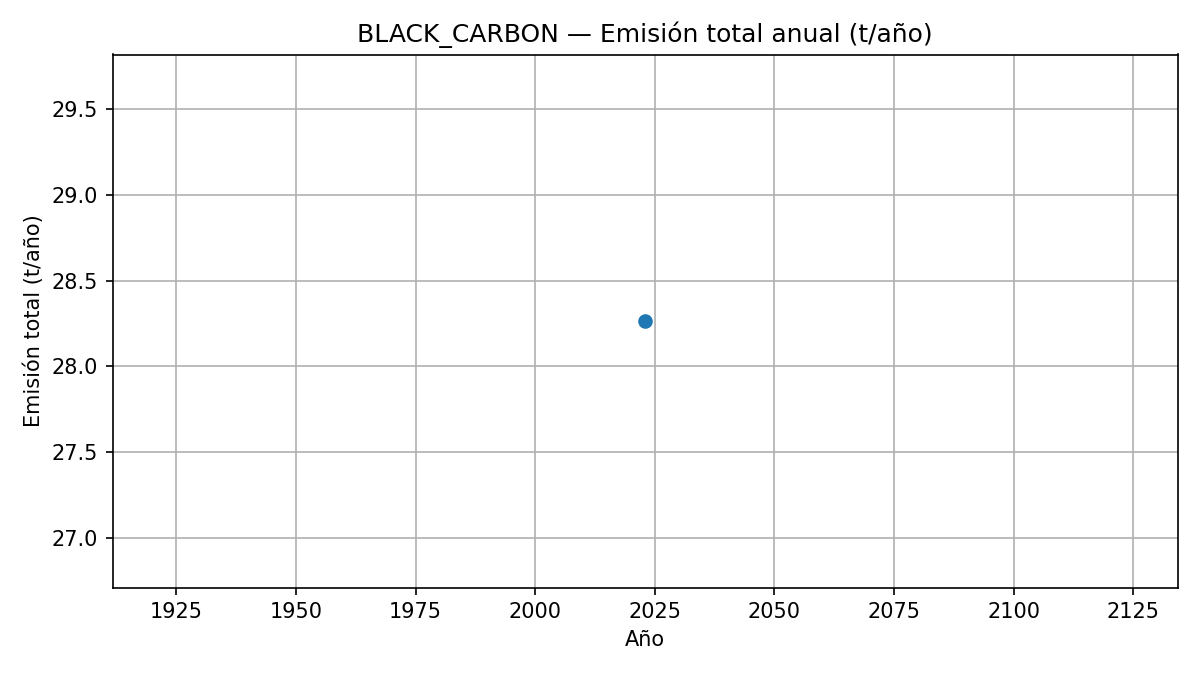 BLACK_CARBON — Emisión total anual (t/año)
Emisión total (t/año)
29.5
29.0
28.5
28.0
27.5
27.0
1925 1950 1975 2000 2025 2050 2075 2100 2125
Año